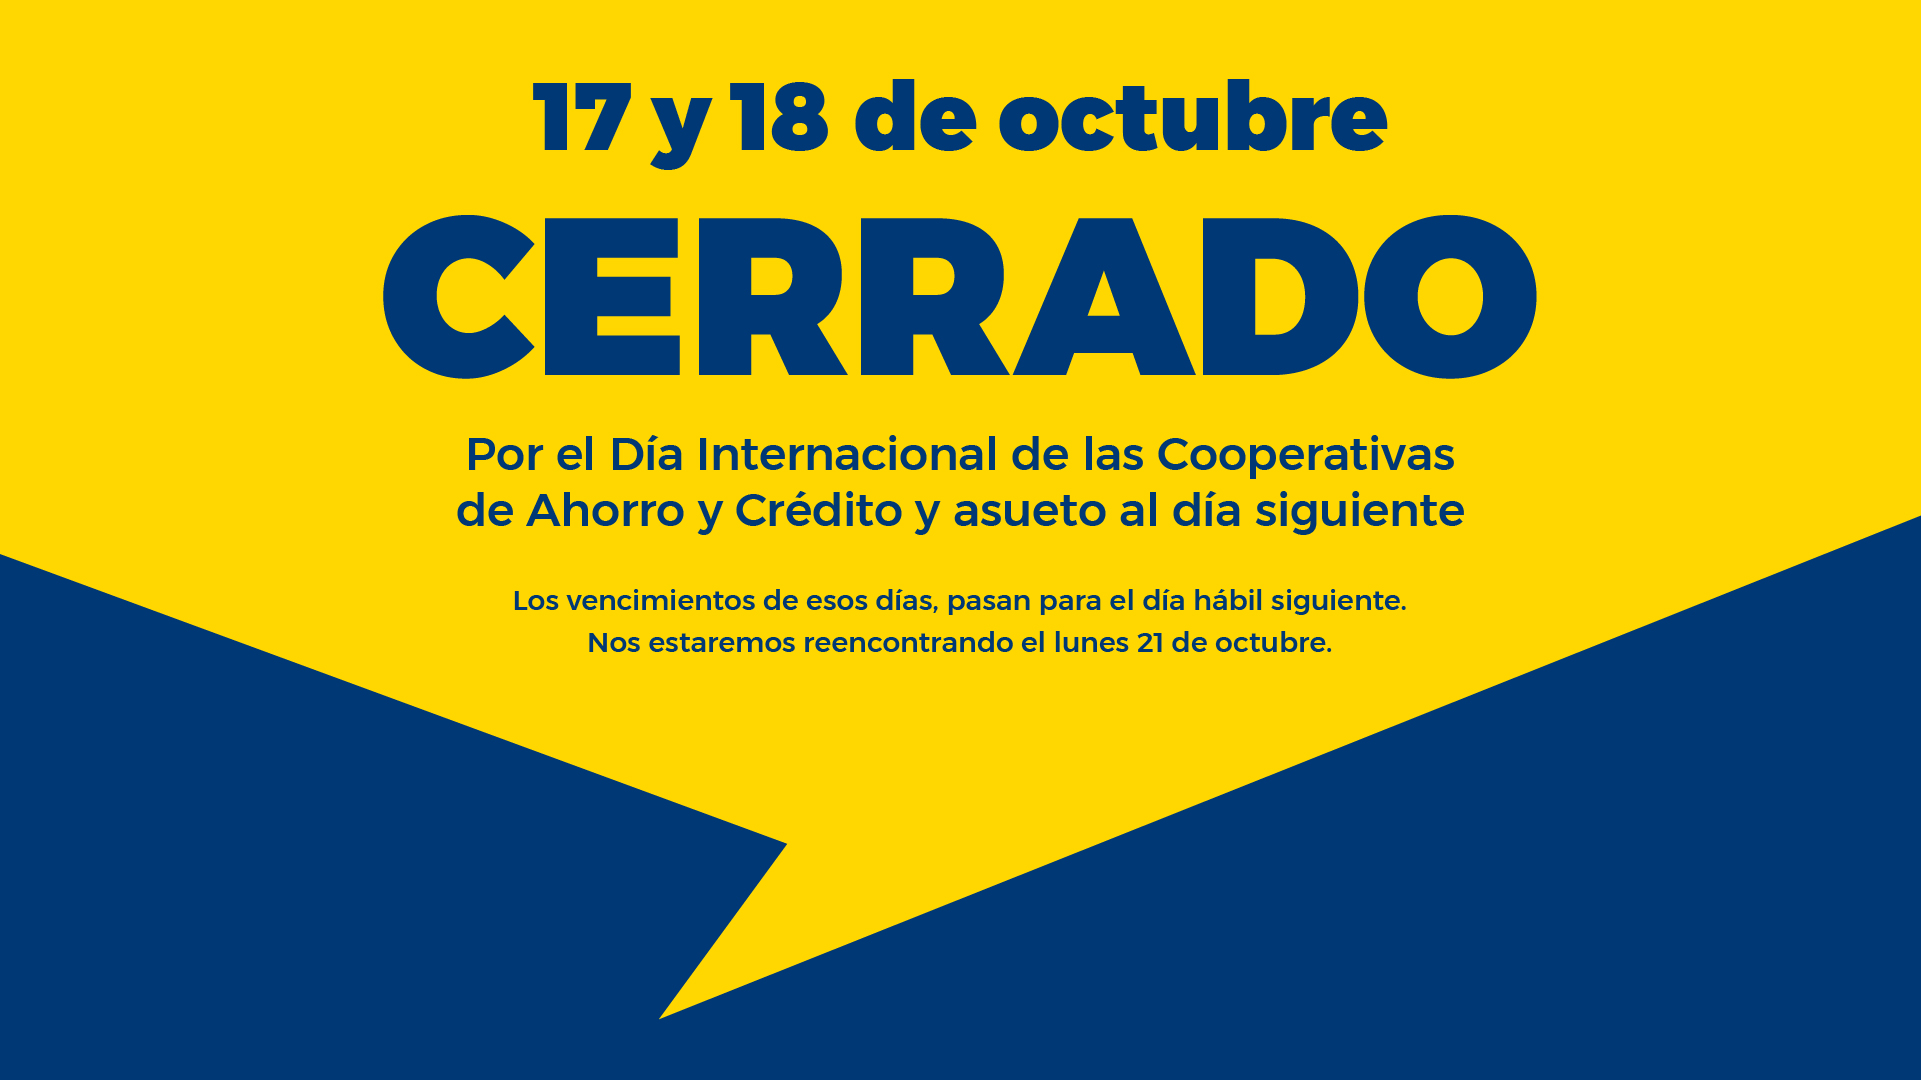 17 y 18 de octubre
CERRADO
Por el Día Internacional de las Cooperativas
de Ahorro y Crédito y asueto al día siguiente
Los vencimientos de esos días, pasan para el día hábil siguiente.
Nos estaremos reencontrando el lunes 21 de octubre.